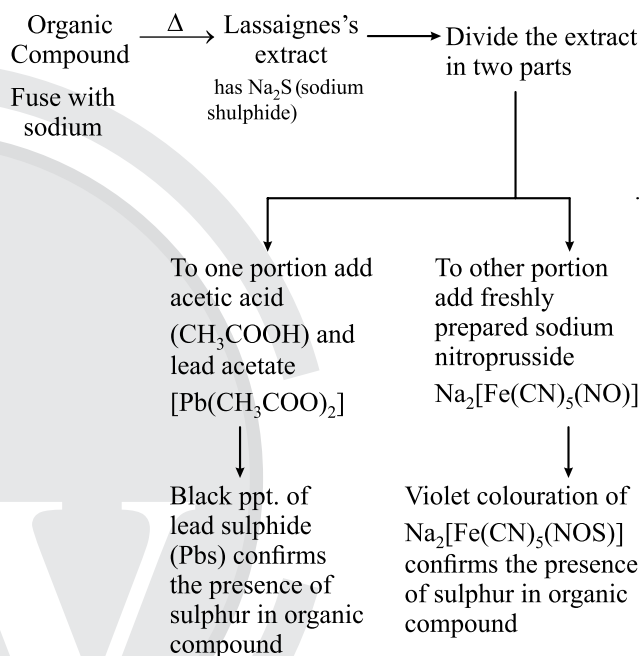 Organic
Compound
Fuse with
sodium
Δ
Lassaignes's
extract
has Na₂S (sodium
shulphide)
Divide the extract
in two parts
To one portion add
acetic acid
(CH₃COOH) and
lead acetate
[Pb(CH₃COO)₂]
Black ppt. of
lead sulphide
(Pbs) confirms
the presence of
sulphur in organic
compound
To other portion
add freshly
prepared sodium
nitroprusside
Na₂[Fe(CN)₅(NO)]
Violet colouration of
Na₂[Fe(CN)₅(NOS)]
confirms the presence
of sulphur in organic
compound